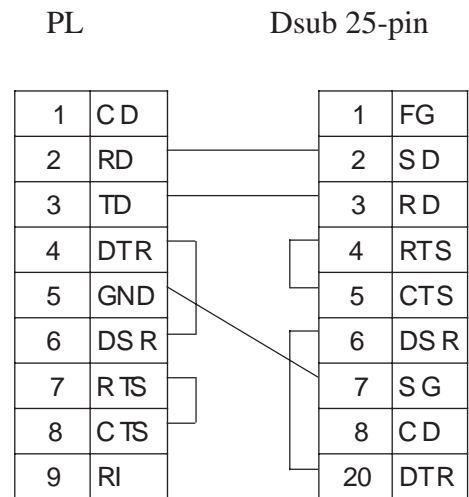 PL Dsub 25-pin
1 CD 1 FG
2 RD 2 SD
3 TD 3 RD
4 DTR 4 RTS
5 GND 5 CTS
6 DSR 6 DSR
7 RTS 7 SG
8 CTS 8 CD
9 RI 20 DTR